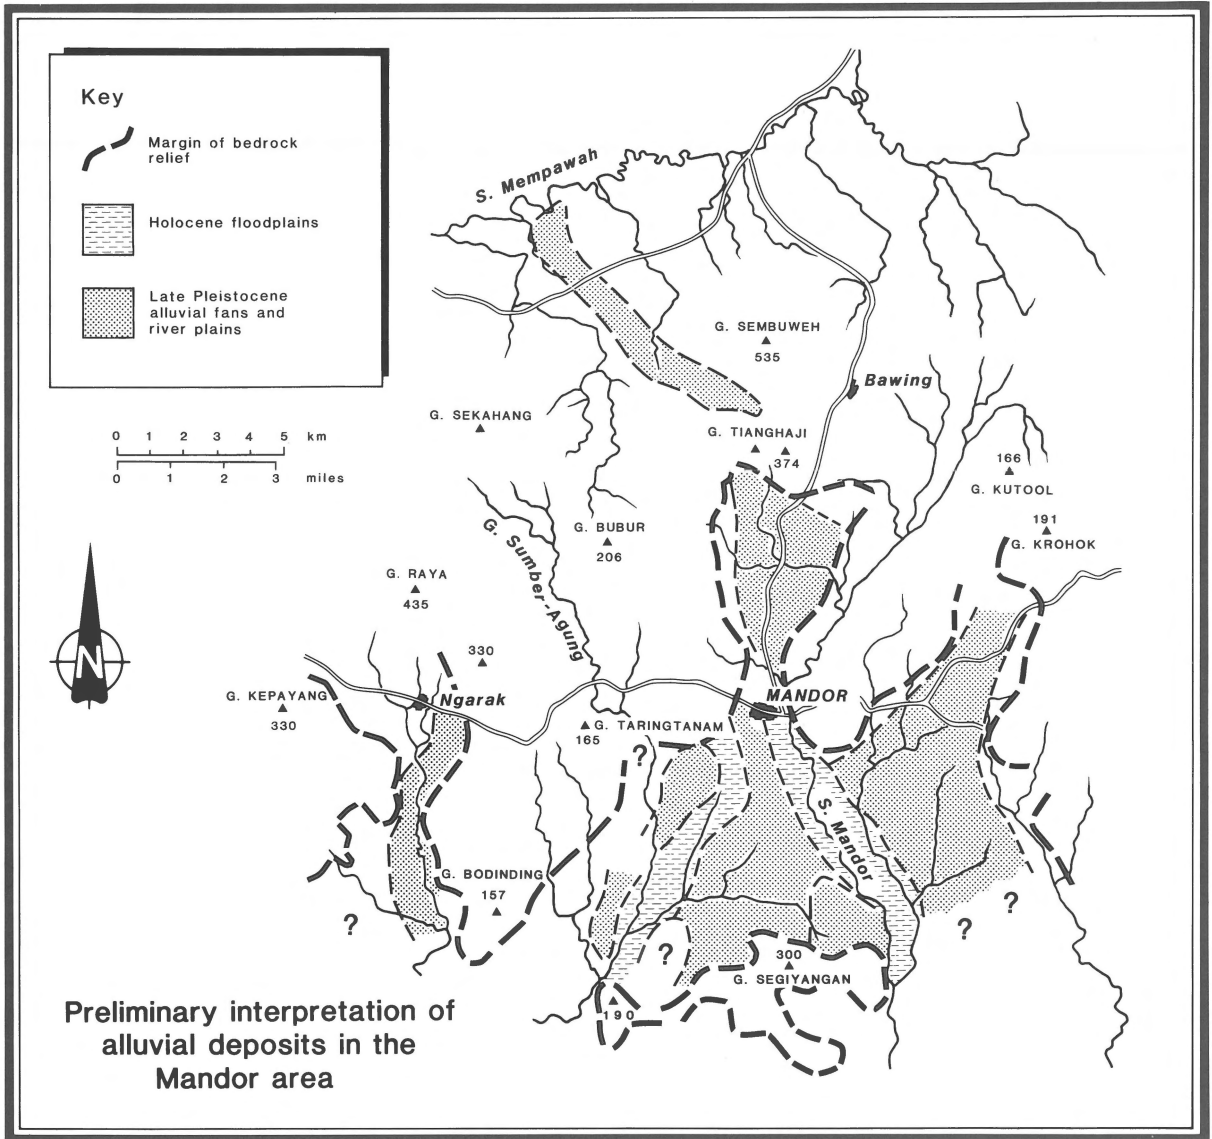 Key
Margin of bedrock
relief
Holocene floodplains
Late Pleistocene
alluvial fans and
river plains
0 1 2 3 4 5 km
0 1 2 3 miles
S. Mempawah
G. SEMBUWEH
535
Bawing
G. SEKAHANG
G. TIANGHAJI
374
166
G. KUTOOL
191
G. KROHOK
G. BUBUR
206
G. Sumber-Agung
G. RAYA
435
330
N
G. KEPAYANG
330
Ngarak
MANDOR
G. TARINGTANAM
165
?
S. Mandor
G. BODINDING
157
?
?
?
?
300
G. SEGIYANGAN
190
Preliminary interpretation of
alluvial deposits in the
Mandor area